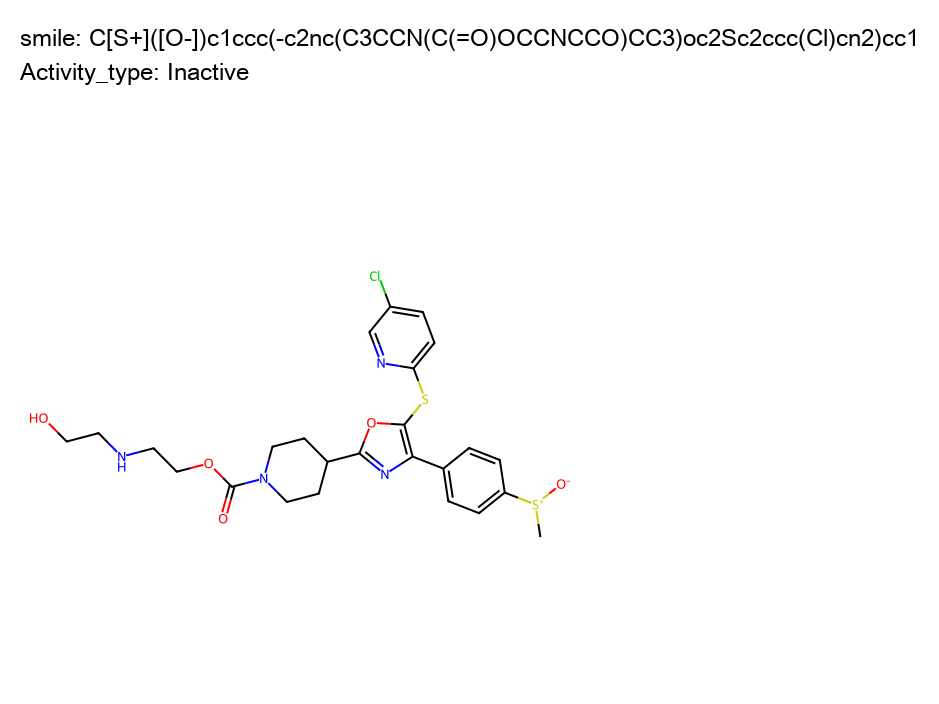 smile: C[S+]([O-])c1ccc(-c2nc(C3CCN(C(=O)OCCNCCO)CC3)oc2Sc2ccc(Cl)cn2)cc1
Activity_type: Inactive
Cl
N
S
HO
O
O
N
H
N
N
O-
S+
O